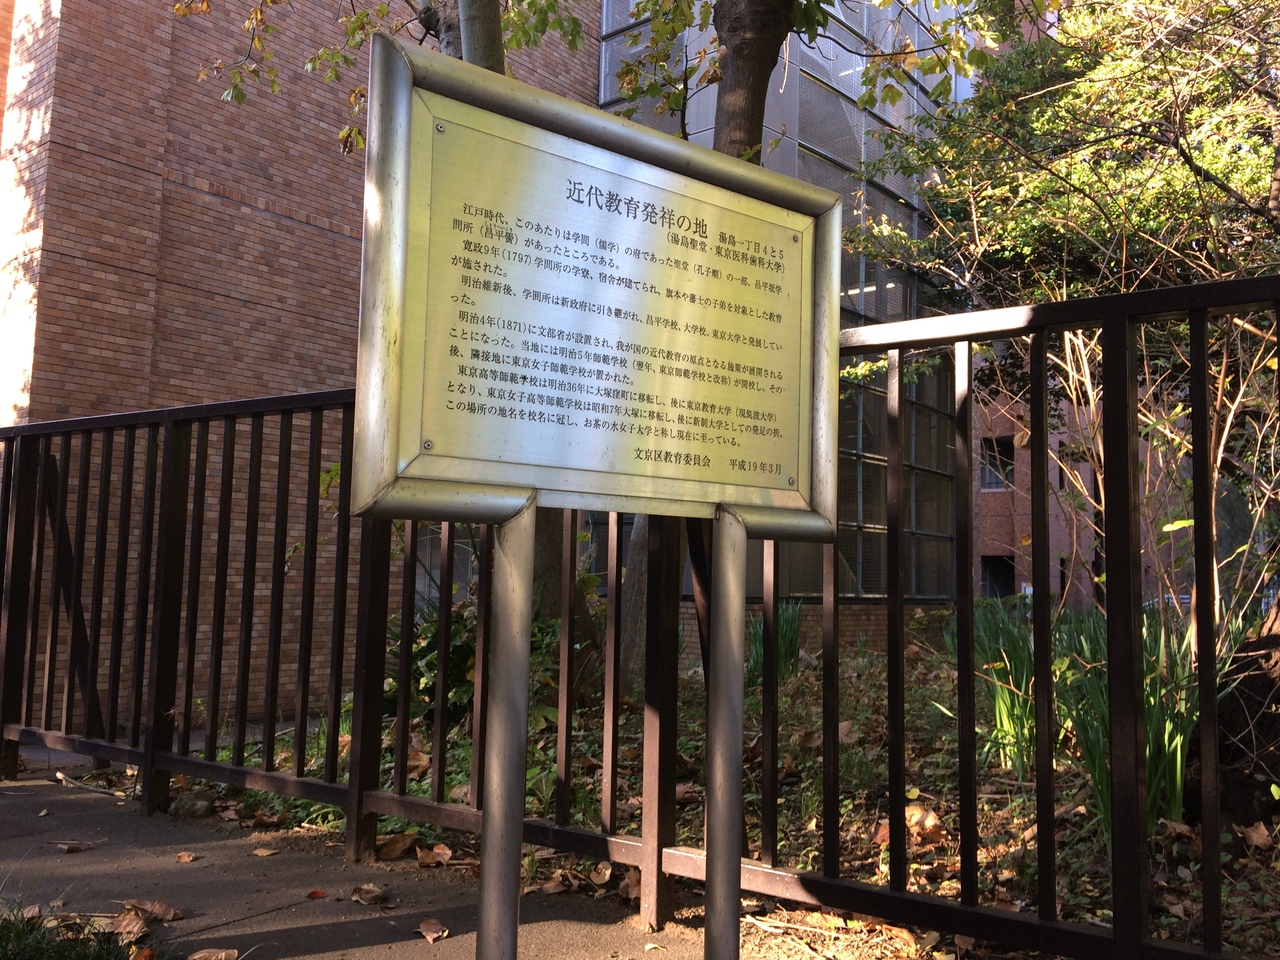 近代教育発祥の地 湯島一丁目4と5
(湯島聖堂・東京医科歯科大学)
江戸時代、このあたりは学問(儒学)の府であった聖堂(孔子廟)の一部、昌平坂学
問所(昌平黌)があったところである。
寛政9年(1797)学問所の学寮、宿舎が建てられ、旗本や藩士の子弟を対象とした教育
が施された。
明治維新後、学問所は新政府に引き継がれ、昌平学校、大学校、東京大学と発展してい
った。
明治4年(1871)に文部省が設置され、我が国の近代教育の原点となる施策が展開される
ことになった。当地には明治5年師範学校(翌年、東京師範学校と改称)が開校し、その
後、隣接地に東京女子師範学校が置かれた。
東京高等師範学校は明治36年に大塚窪町に移転し、後に東京教育大学(現筑波大学)
となり、東京女子高等師範学校は昭和7年大塚に移転し、後に新制大学としての発足の折、
この場所の地名を校名に冠し、お茶の水女子大学と称し現在に至っている。
文京区教育委員会 平成19年3月